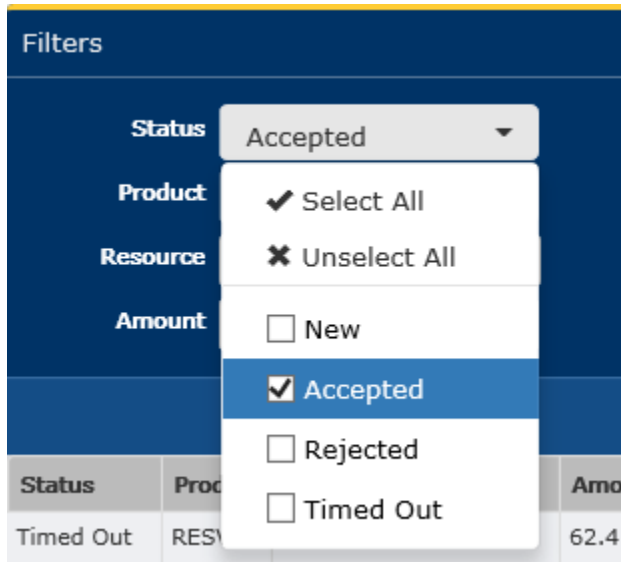 Filters
Status Accepted
Product
Resource
Amount
Select All
Unselect All
New
Accepted
Rejected
Timed Out
Status
Timed Out 62.4